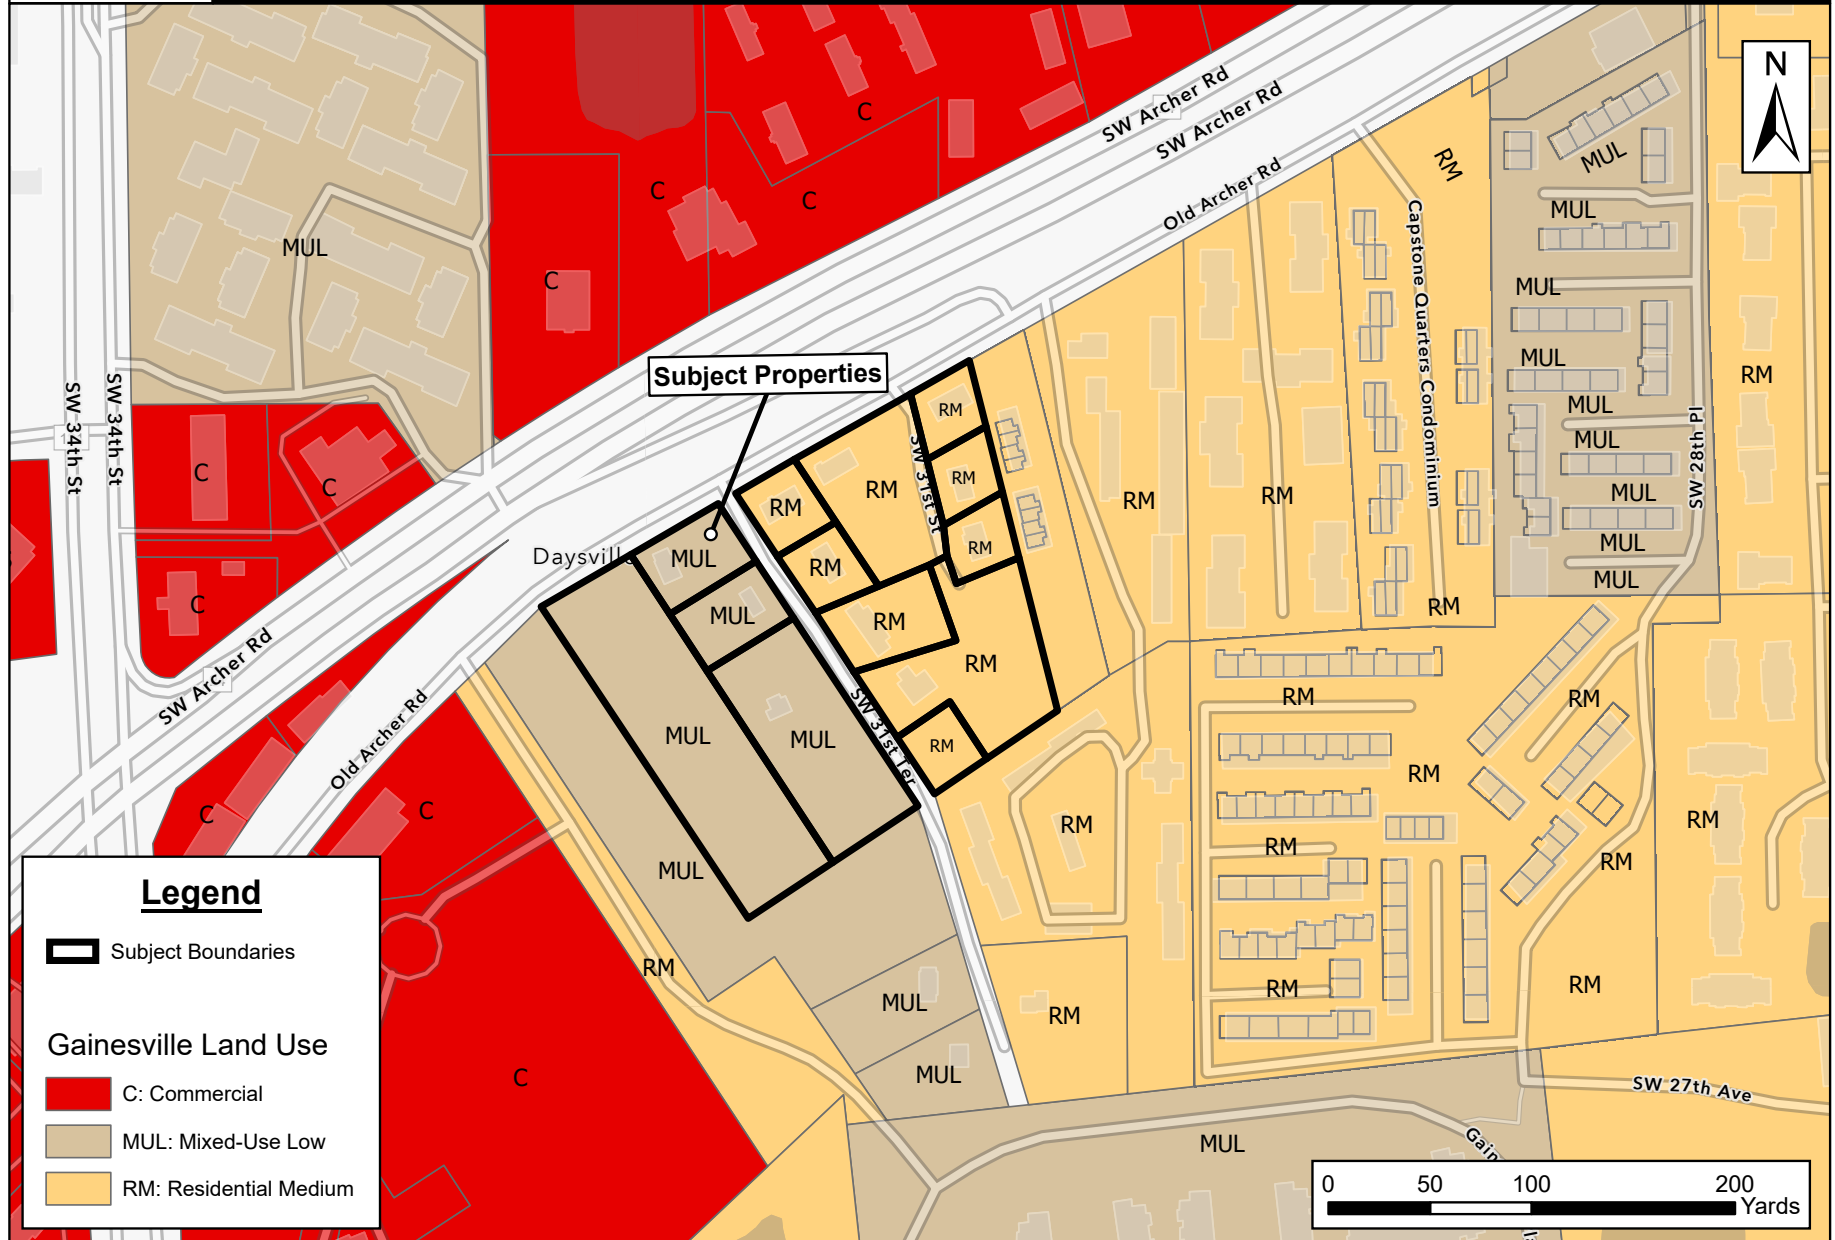 N
SW Archer Rd
SW Archer Rd
Old Archer Rd
C
C
C
C
MUL
SW 34th St
SW 34th St
C
C
C
Subject Properties
RM
Capstone Quarters Condominium
MUL
MUL
MUL
MUL
MUL
MUL
MUL
MUL
MUL
SW 28th Pl
RM
RM
RM
RM
RM
RM
RM
RM
RM
RM
RM
RM
RM
RM
SW 31st St
SW 31st Ter
Daysvill
MUL
MUL
MUL
MUL
MUL
SW Archer Rd
Old Archer Rd
C
C
RM
RM
RM
RM
RM
RM
RM
RM
RM
RM
RM
MUL
MUL
C
MUL
SW 27th Ave
Gain
Legend
Subject Boundaries
Gainesville Land Use
C: Commercial
MUL: Mixed-Use Low
RM: Residential Medium
0 50 100 200
Yards